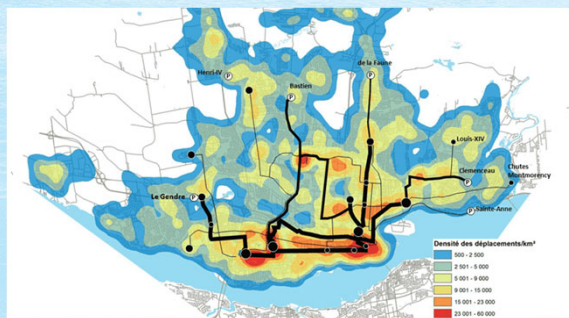 de la Faune
Henri-IV
P
P
Bastien
P
Louis-XIV
Clémenceau
P
Chutes
Montmorency
Le Gendre
P
P
Sainte-Anne
Densité des déplacements/km²
500 - 2 500
2 501 - 5 000
5 001 - 9 000
9 001 - 15 000
15 001 - 23 000
23 001 - 60 000